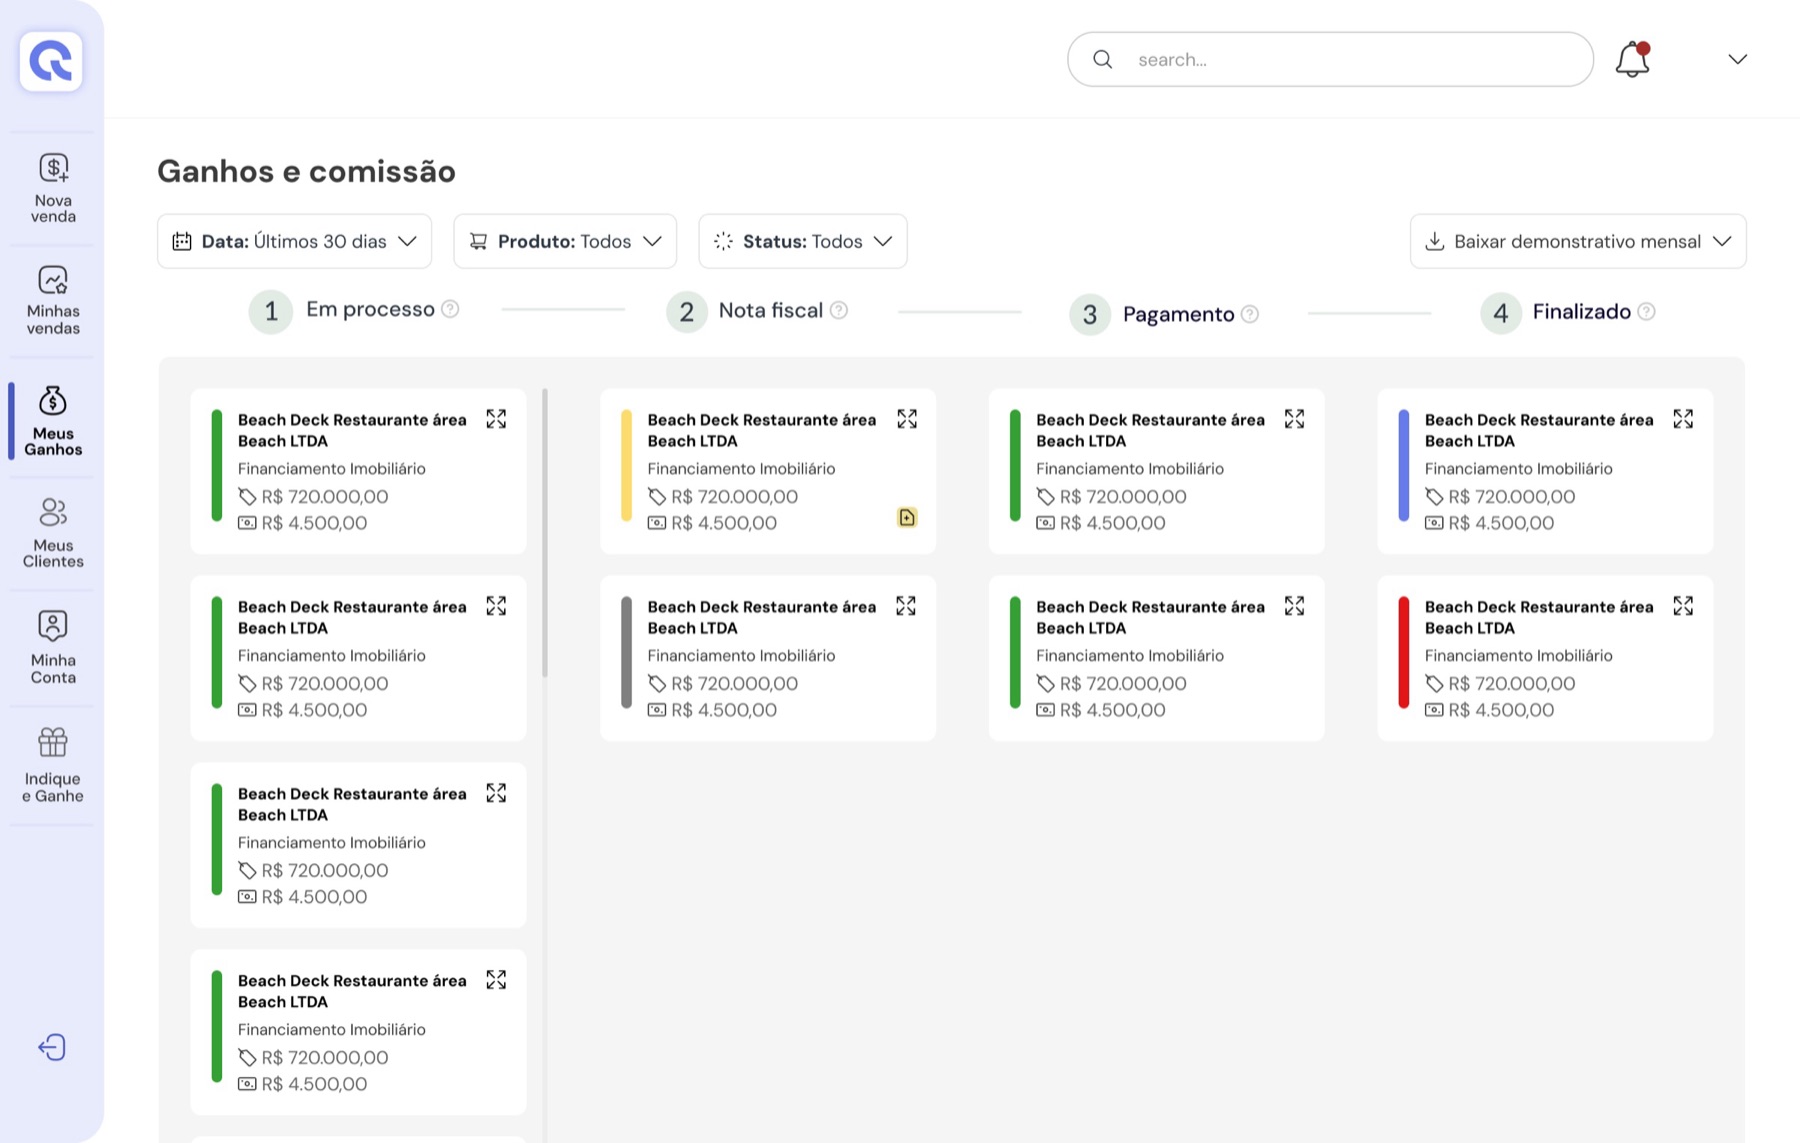 search...
Nova
venda
Minhas
vendas
Meus
Ganhos
Meus
Clientes
Minha
Conta
Indique
e Ganhe
Ganhos e comissão
Data: Últimos 30 dias
Produto: Todos
Status: Todos
Baixar demonstrativo mensal
1 Em processo ?
2 Nota fiscal ?
3 Pagamento ?
4 Finalizado ?
Beach Deck Restaurante área
Beach LTDA
Financiamento Imobiliário
R$ 720.000,00
R$ 4.500,00
Beach Deck Restaurante área
Beach LTDA
Financiamento Imobiliário
R$ 720.000,00
R$ 4.500,00
Beach Deck Restaurante área
Beach LTDA
Financiamento Imobiliário
R$ 720.000,00
R$ 4.500,00
Beach Deck Restaurante área
Beach LTDA
Financiamento Imobiliário
R$ 720.000,00
R$ 4.500,00
Beach Deck Restaurante área
Beach LTDA
Financiamento Imobiliário
R$ 720.000,00
R$ 4.500,00
Beach Deck Restaurante área
Beach LTDA
Financiamento Imobiliário
R$ 720.000,00
R$ 4.500,00
Beach Deck Restaurante área
Beach LTDA
Financiamento Imobiliário
R$ 720.000,00
R$ 4.500,00
Beach Deck Restaurante área
Beach LTDA
Financiamento Imobiliário
R$ 720.000,00
R$ 4.500,00
Beach Deck Restaurante área
Beach LTDA
Financiamento Imobiliário
R$ 720.000,00
R$ 4.500,00
Beach Deck Restaurante área
Beach LTDA
Financiamento Imobiliário
R$ 720.000,00
R$ 4.500,00